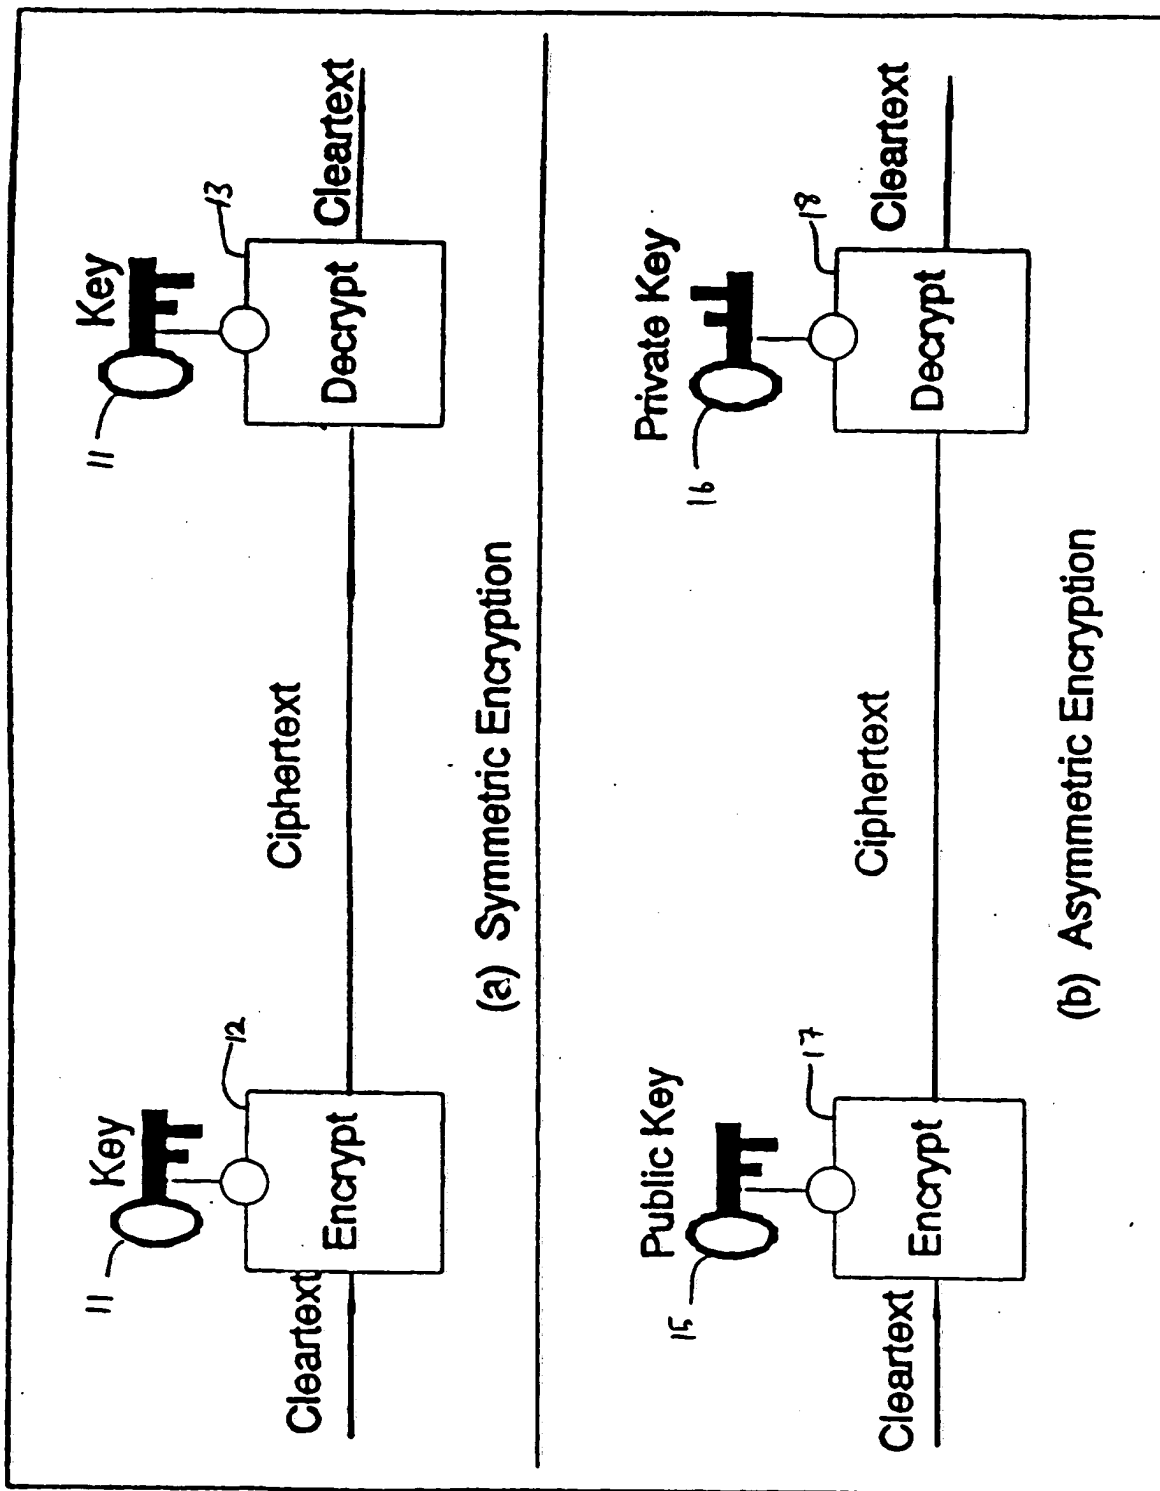 Key
Key
11
11
12
13
Cleartext
Encrypt
Ciphertext
Decrypt
Cleartext
(a) Symmetric Encryption
Public Key
Private Key
15
16
17
18
Cleartext
Encrypt
Ciphertext
Decrypt
Cleartext
(b) Asymmetric Encryption